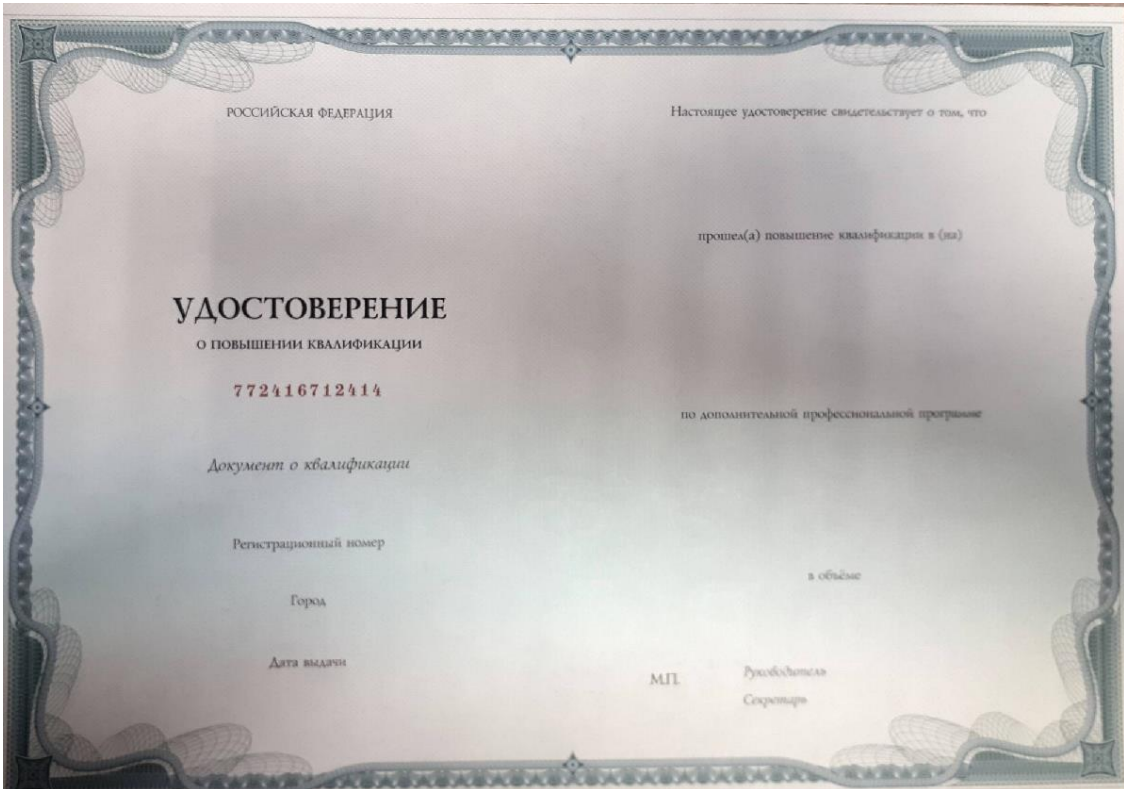 РОССИЙСКАЯ ФЕДЕРАЦИЯ
УДОСТОВЕРЕНИЕ
О ПОВЫШЕНИИ КВАЛИФИКАЦИИ
772416712414
Документ о квалификации
Регистрационный номер
Город
Дата выдачи
Настоящее удостоверение свидетельствует о том, что
прошел(а) повышение квалификации в (на)
по дополнительной профессиональной программе
в объёме
М.П.
Руководитель
Секретарь